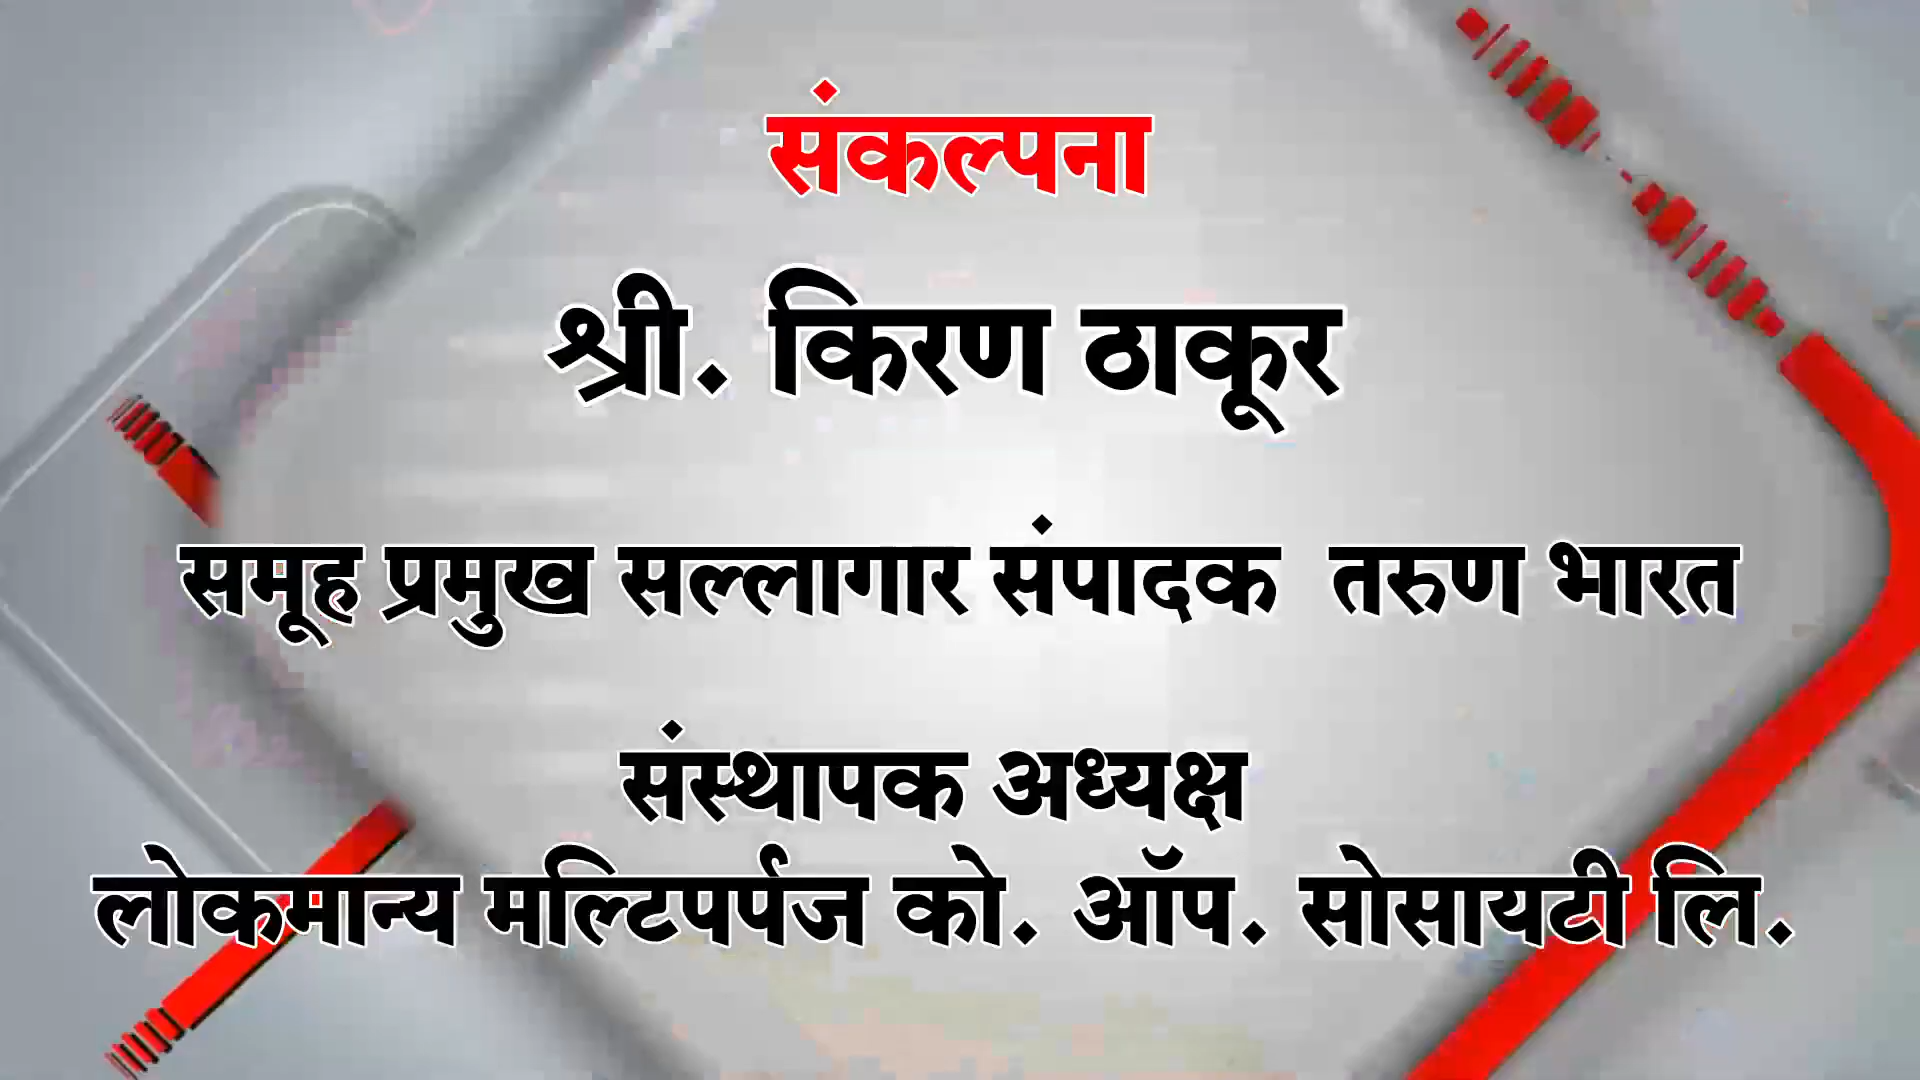 संकल्पना
श्री. किरण ठाकूर
समूह प्रमुख सल्लागार संपादक तरुण भारत
संस्थापक अध्यक्ष
लोकमान्य मल्टिपर्पज को. ऑप. सोसायटी लि.